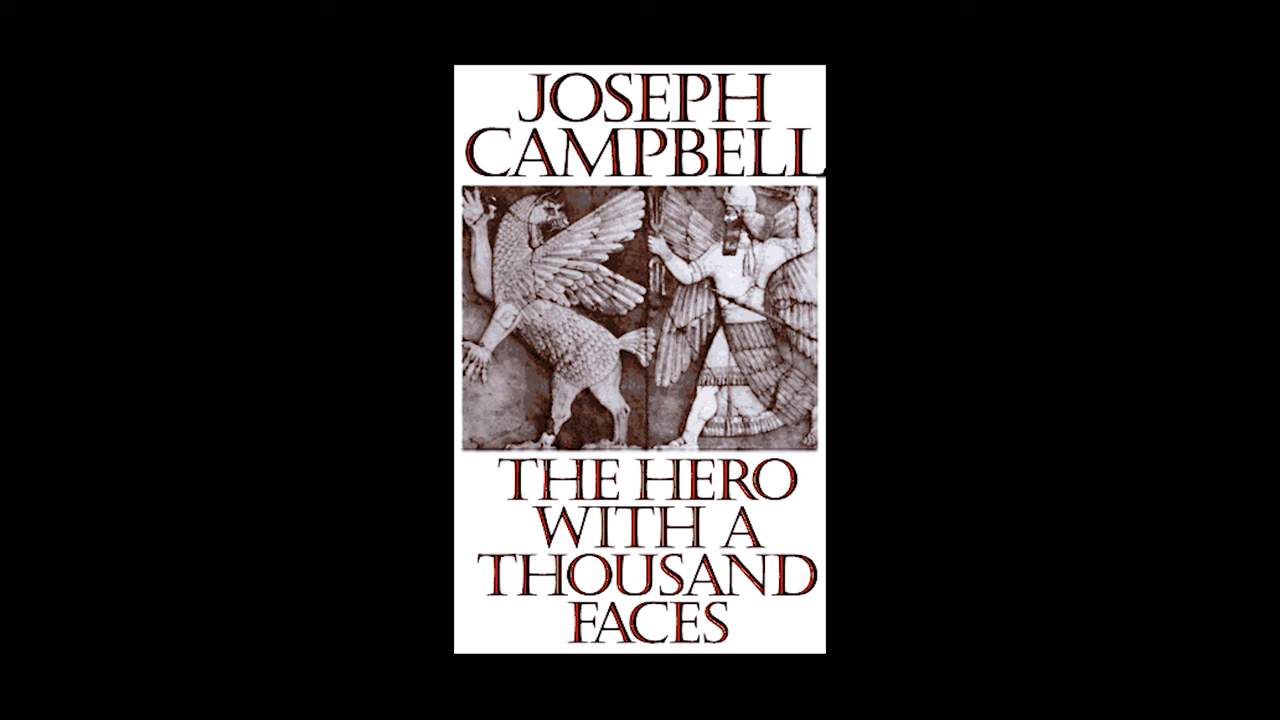 JOSEPH
CAMPBELL
THE HERO
WITH A
THOUSAND
FACES